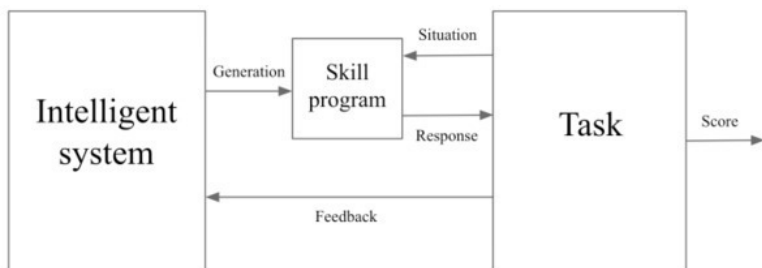 Intelligent
system
Generation
Skill
program
Situation
Response
Task
Score
Feedback